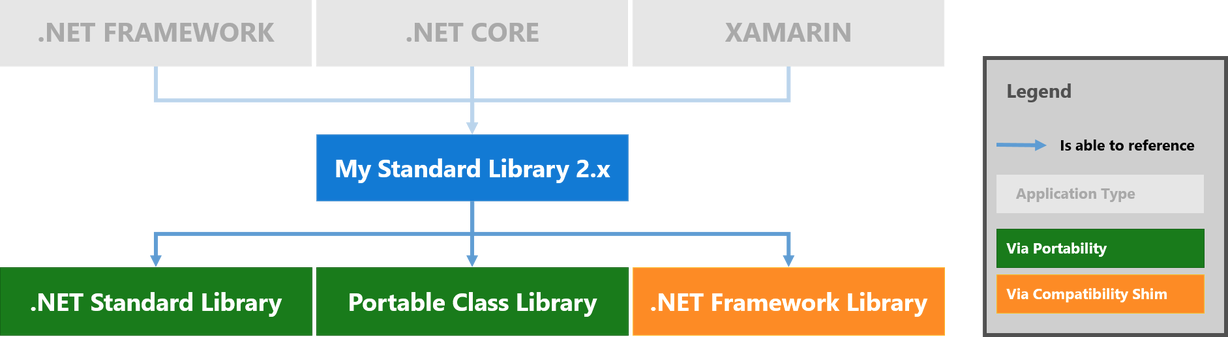 .NET FRAMEWORK
.NET CORE
XAMARIN
My Standard Library 2.x
.NET Standard Library
Portable Class Library
.NET Framework Library
Legend
Is able to reference
Application Type
Via Portability
Via Compatibility Shim